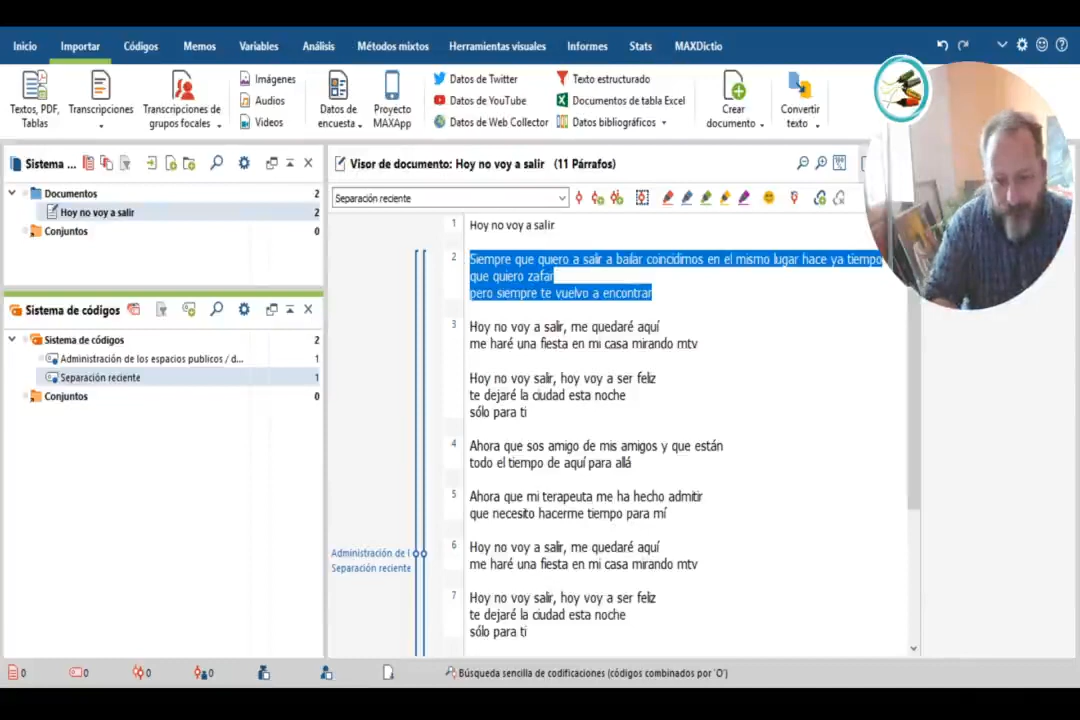 Inicio Importar Códigos Memos Variables Análisis Métodos mixtos Herramientas visuales Informes Stats MAXDictio
Textos, PDF, Tablas
Transcripciones
Transcripciones de grupos focales
Imágenes
Audios
Videos
Datos de encuesta
Proyecto MAXApp
Datos de Twitter
Datos de YouTube
Datos de Web Collector
Texto estructurado
Documentos de tabla Excel
Datos bibliográficos
Crear documento
Convertir texto
Sistema ...
Documentos 2
Hoy no voy a salir 2
Conjuntos 0
Sistema de códigos
Sistema de códigos 2
Administración de los espacios publicos / d... 1
Separación reciente 1
Conjuntos 0
Visor de documento: Hoy no voy a salir (11 Párrafos)
Separación reciente
1 Hoy no voy a salir
2 Siempre que quiero a salir a bailar coincidimos en el mismo lugar hace ya tiempo
que quiero zafar
pero siempre te vuelvo a encontrar
3 Hoy no voy a salir, me quedaré aquí
me haré una fiesta en mi casa mirando mtv
Hoy no voy salir, hoy voy a ser feliz
te dejaré la ciudad esta noche
sólo para ti
4 Ahora que sos amigo de mis amigos y que están
todo el tiempo de aquí para allá
5 Ahora que mi terapeuta me ha hecho admitir
que necesito hacerme tiempo para mí
6 Hoy no voy a salir, me quedaré aquí
me haré una fiesta en mi casa mirando mtv
7 Hoy no voy salir, hoy voy a ser feliz
te dejaré la ciudad esta noche
sólo para ti
Administración de l
Separación reciente
0 0 0 0
Búsqueda sencilla de codificaciones (códigos combinados por 'O')